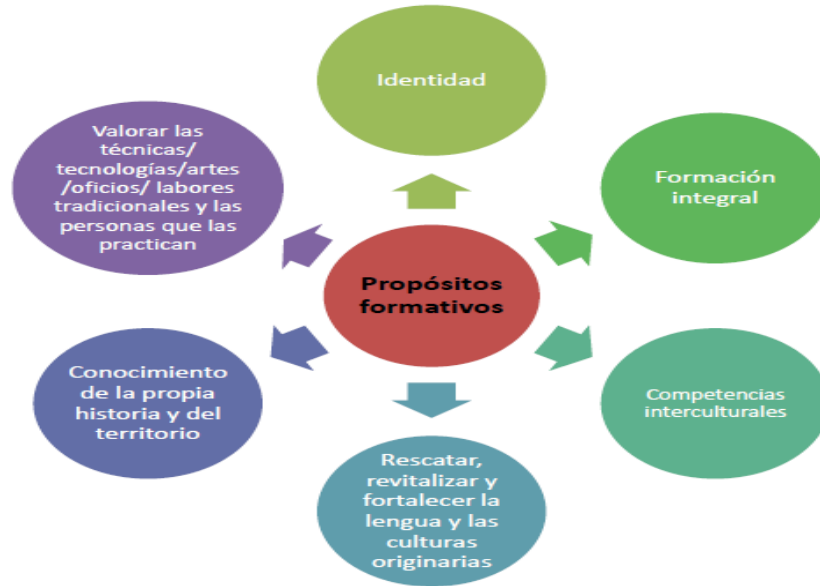 Identidad
Formación
integral
Competencias
interculturales
Rescatar,
revitalizar y
fortalecer la
lengua y las
culturas
originarias
Conocimiento
de la propia
historia y del
territorio
Valorar las
técnicas/
tecnologías/artes
/oficios/ labores
tradicionales y las
personas que las
practican
Propósitos
formativos